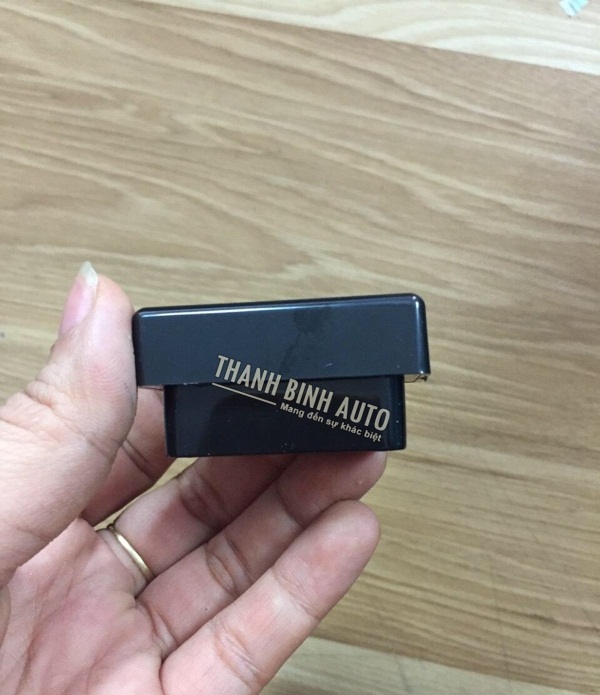 THANH BINH AUTO
Mang đến sự khác biệt